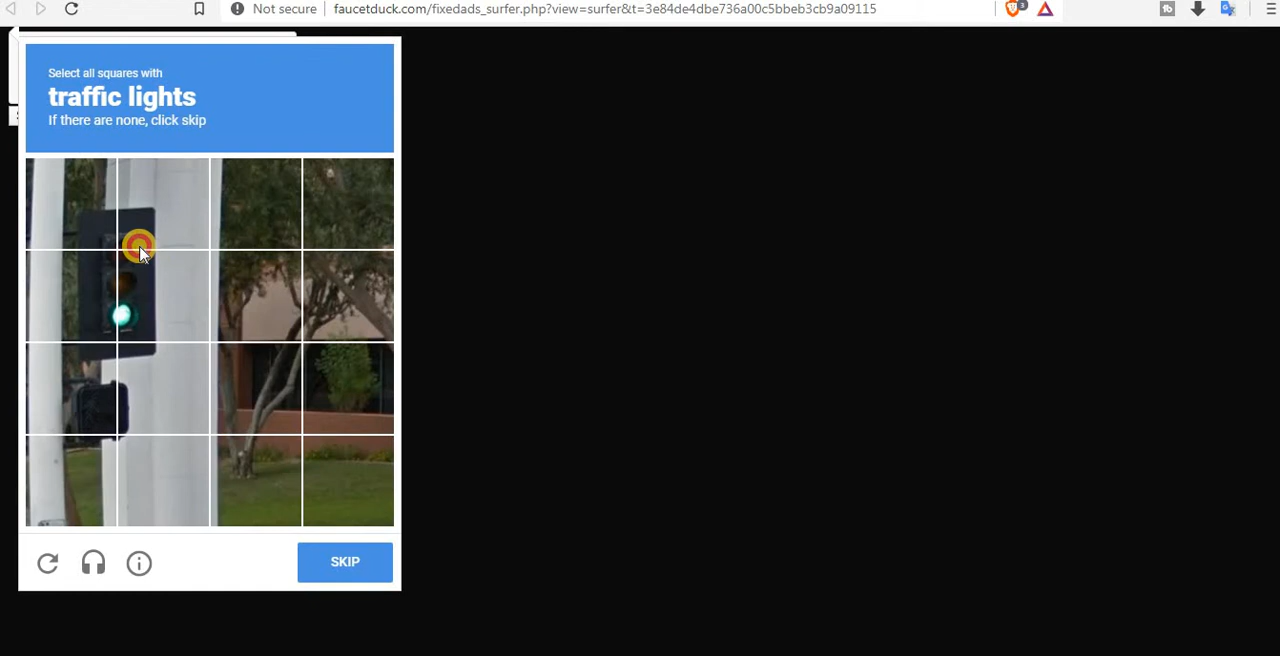 Not secure
faucetduck.com/fixedads_surfer.php?view=surfer&t=3e84de4dbe736a00c5bbeb3cb9a09115
3
Select all squares with
traffic lights
If there are none, click skip
SKIP